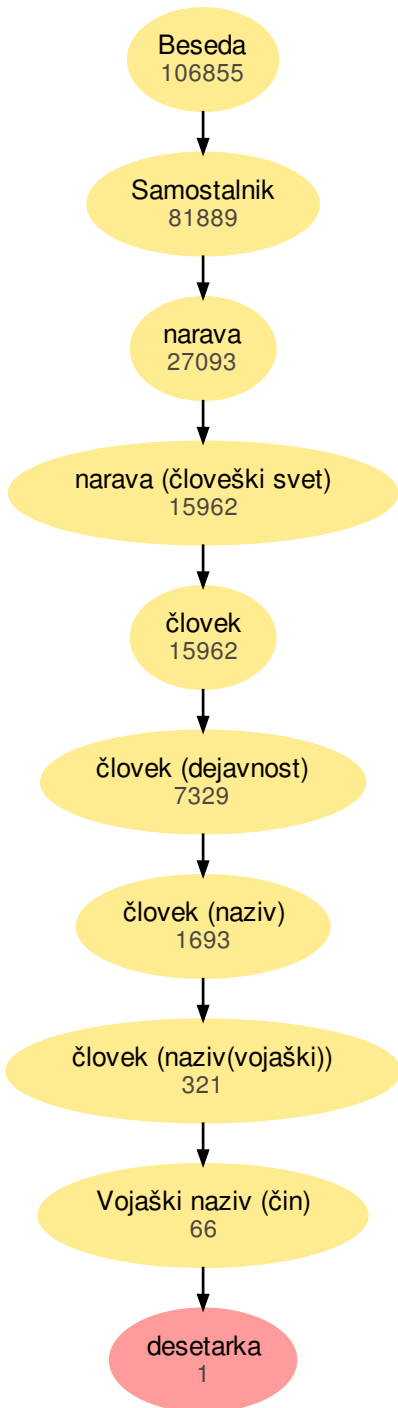 Beseda
106855
Samostalnik
81889
narava
27093
narava (človeški svet)
15962
človek
15962
človek (dejavnost)
7329
človek (naziv)
1693
človek (naziv(vojaški))
321
Vojaški naziv (čin)
66
desetarka
1